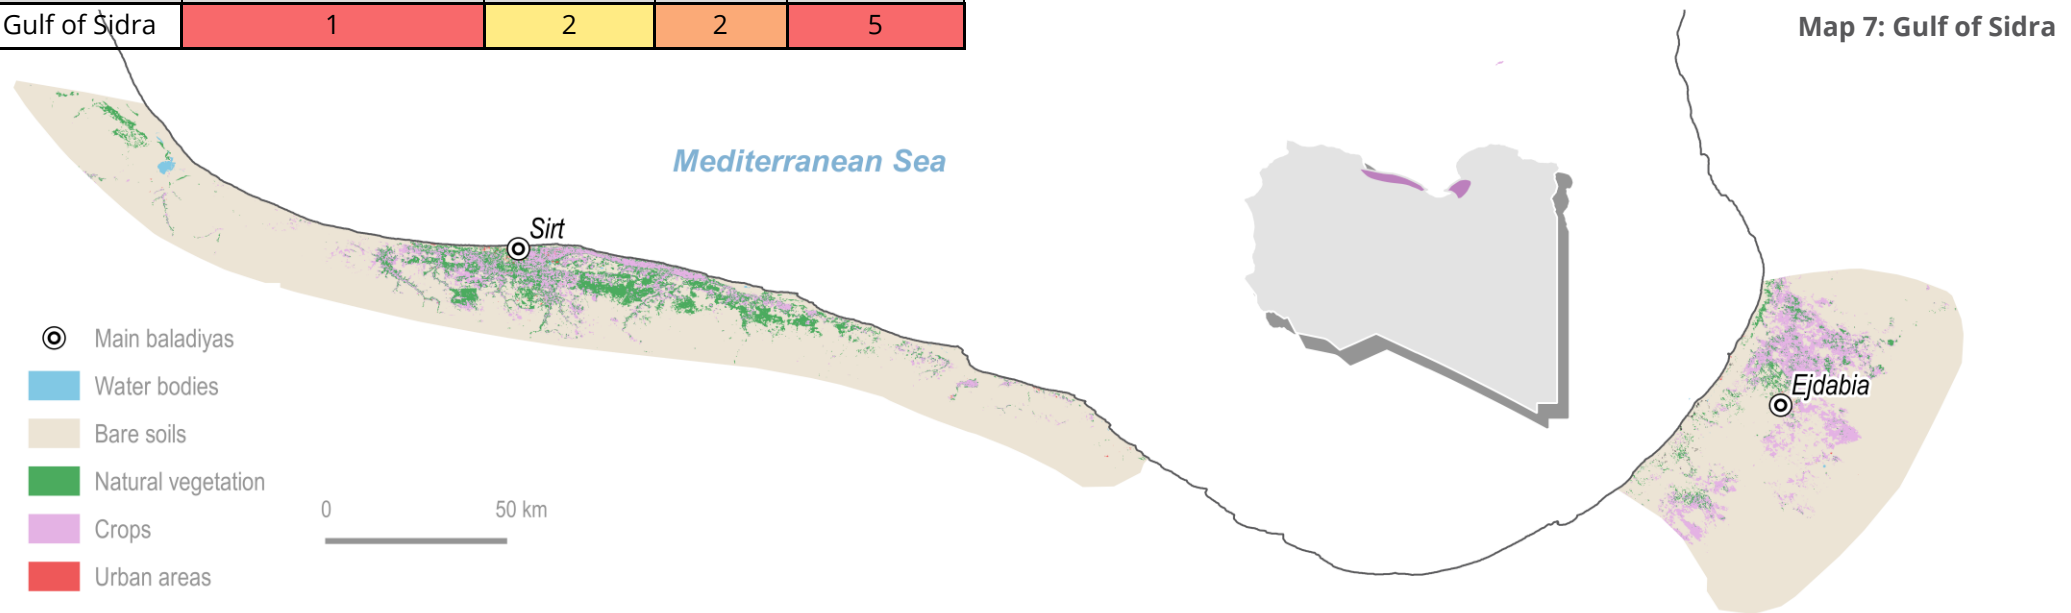 Gulf of Sidra 1 2 2 5
Map 7: Gulf of Sidra
Mediterranean Sea
Sirt
Ejdabia
Main baladiyas
Water bodies
Bare soils
Natural vegetation
Crops
Urban areas
0 50 km